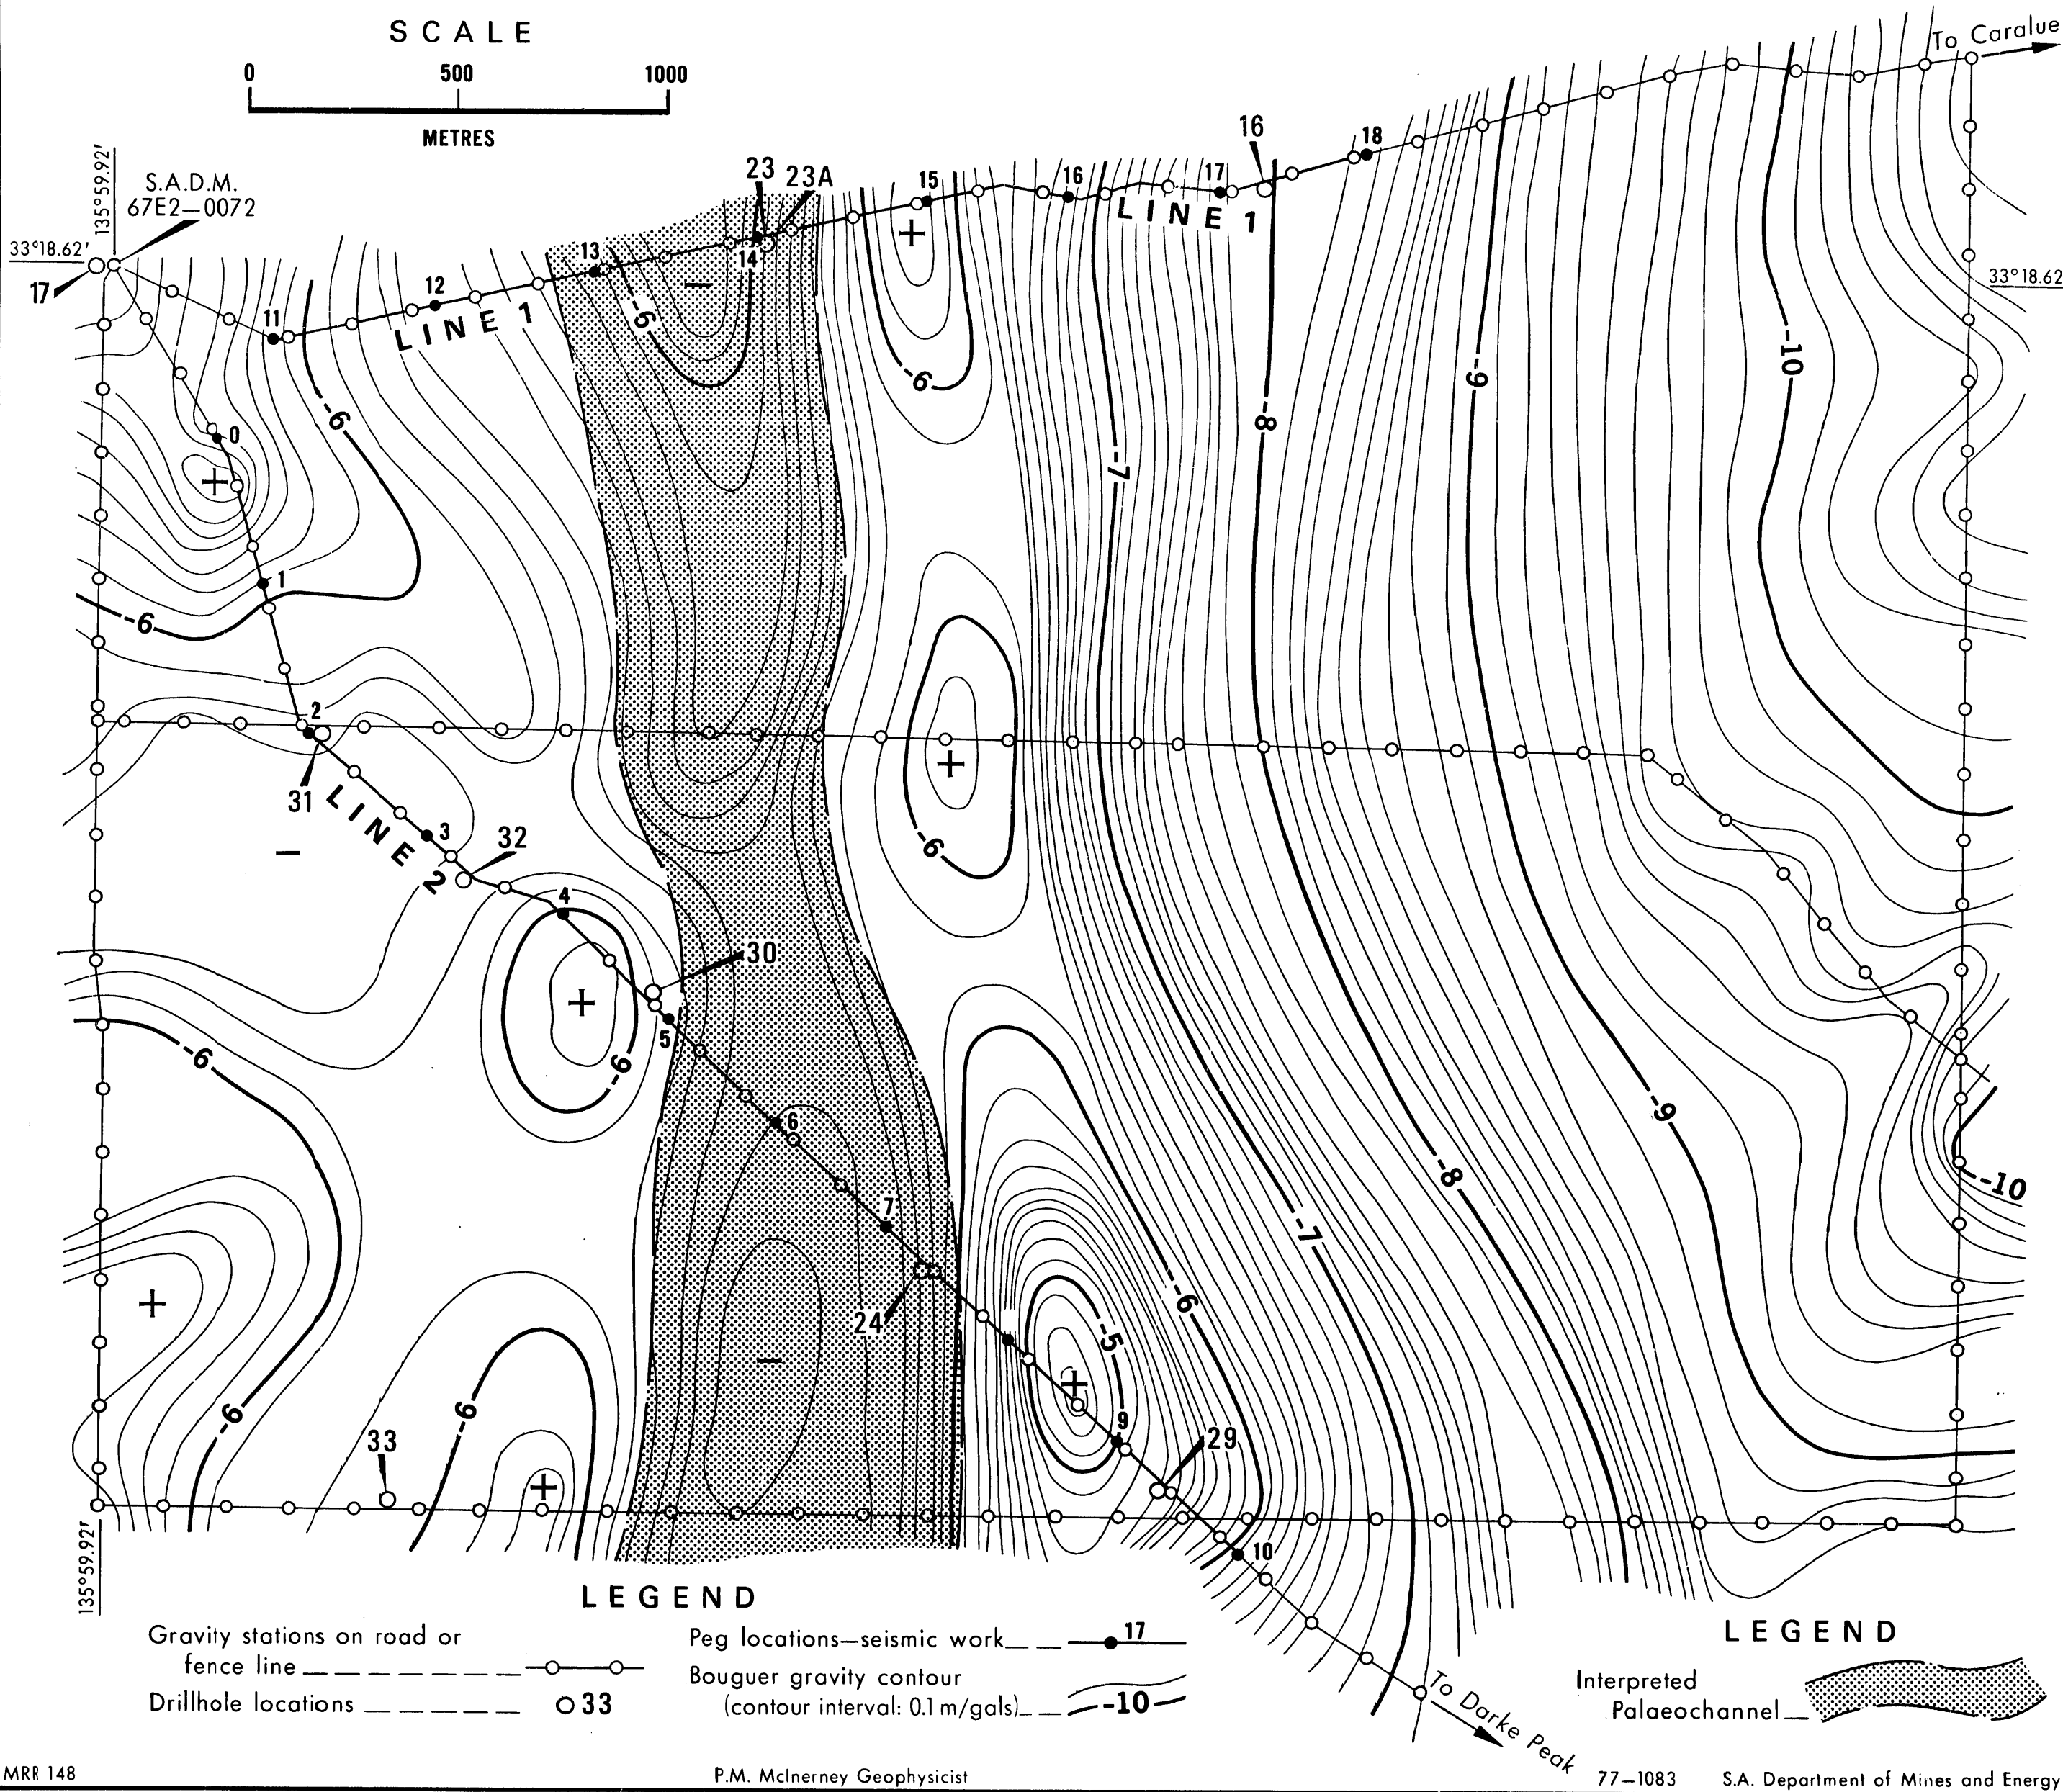 SCALE
0 500 1000
METRES
To Caralue
135°59.92'
S.A.D.M.
67E2–0072
33°18.62'
17
23
23A
16
18
17
16
15
LINE 1
14
13
12
11
LINE 1
33°18.62
-6
-6
-6
-7
-8
-9
-10
0
1
-6
2
31
LINE 2
3
32
4
-6
30
5
-6
-6
6
7
24
-9
-8
-7
-6
-5
-10
-6
-6
33
9
29
10
135°59.92'
LEGEND
Gravity stations on road or
fence line
Drillhole locations 33
Peg locations–seismic work 17
Bouguer gravity contour
(contour interval: 0.1 m/gals) -10
LEGEND
Interpreted
Palaeochannel
To Darke Peak
MRR 148
P.M. McInerney Geophysicist
77–1083
S.A. Department of Mines and Energy